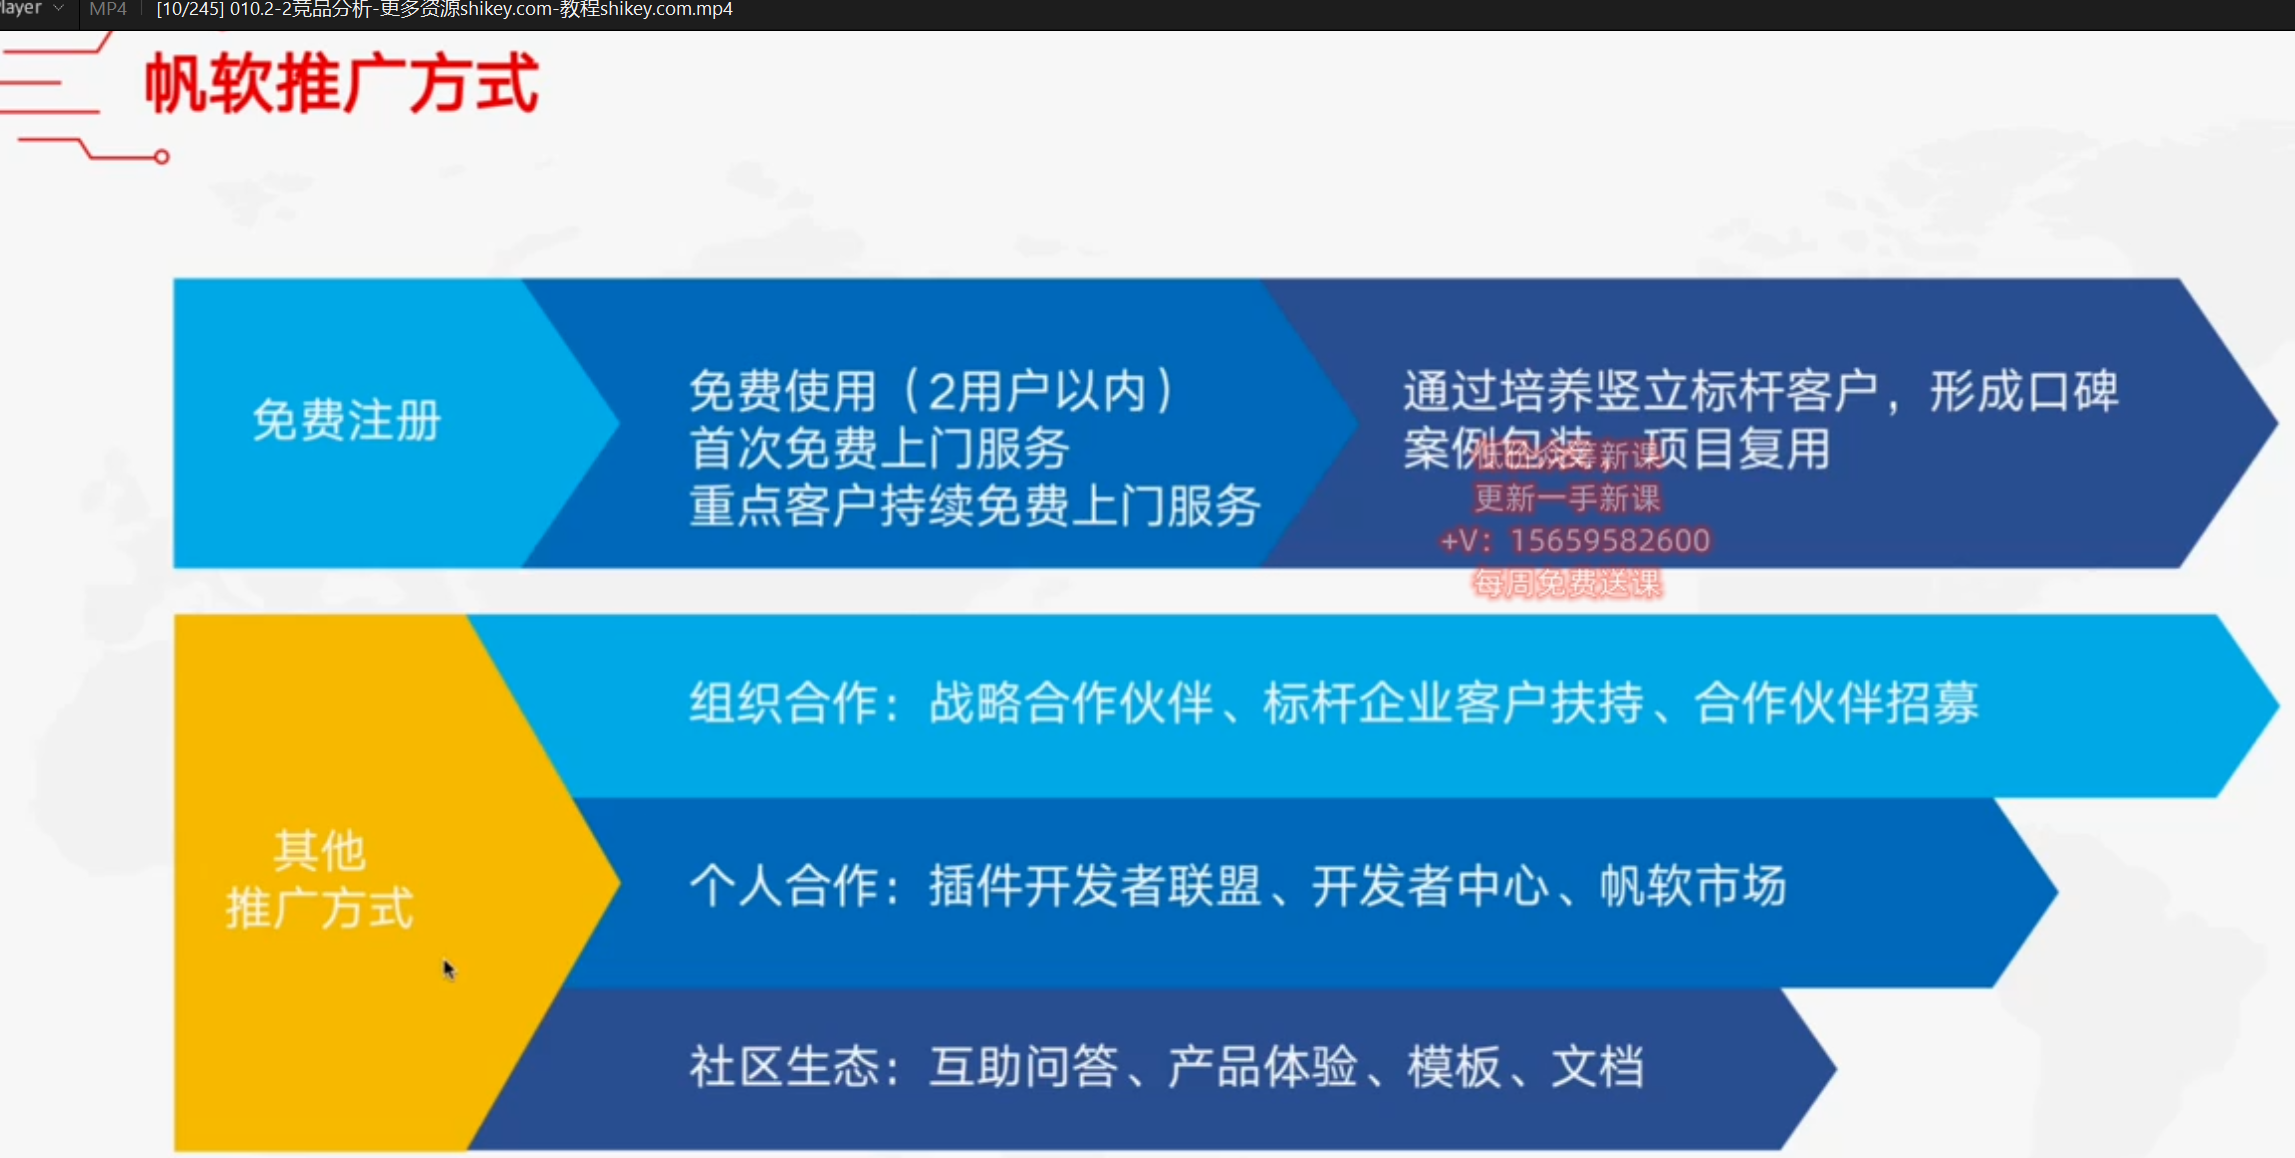 layer MP4 [10/245] 010.2-2竞品分析-更多资源shikey.com-教程shikey.com.mp4
帆软推广方式
免费注册
免费使用（2用户以内）
首次免费上门服务
重点客户持续免费上门服务
通过培养竖立标杆客户，形成口碑
案例包装，项目复用
低价众筹新课
更新一手新课
+V：15659582600
每周免费送课
其他
推广方式
组织合作：战略合作伙伴、标杆企业客户扶持、合作伙伴招募
个人合作：插件开发者联盟、开发者中心、帆软市场
社区生态：互助问答、产品体验、模板、文档